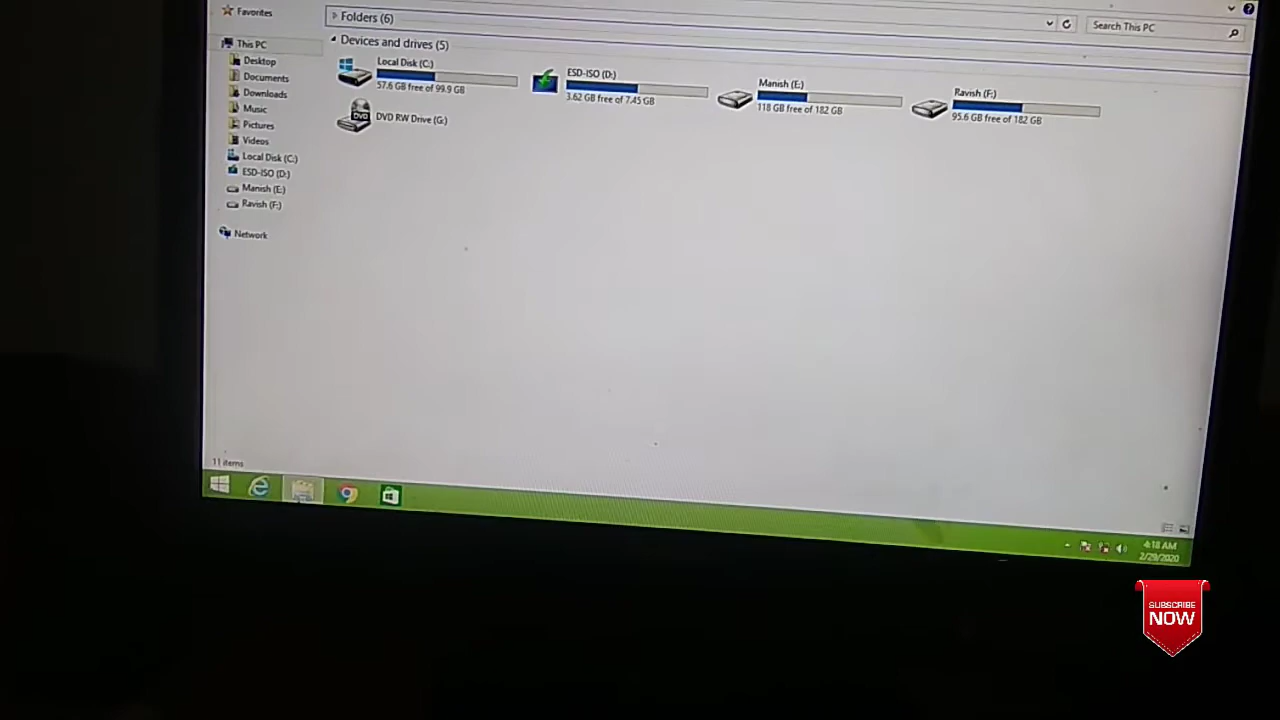 Favorites
Folders (6)
Search This PC
This PC
Devices and drives (5)
Desktop
Documents
Downloads
Music
Pictures
Videos
Local Disk (C:)
ESD-ISO (D:)
Manish (E:)
Ravish (F:)
Network
Local Disk (C:)
57.6 GB free of 99.9 GB
ESD-ISO (D:)
3.62 GB free of 7.45 GB
Manish (E:)
118 GB free of 182 GB
Ravish (F:)
95.6 GB free of 182 GB
DVD
DVD RW Drive (G:)
11 items
4:18 AM
2/29/2020
SUBSCRIBE
NOW